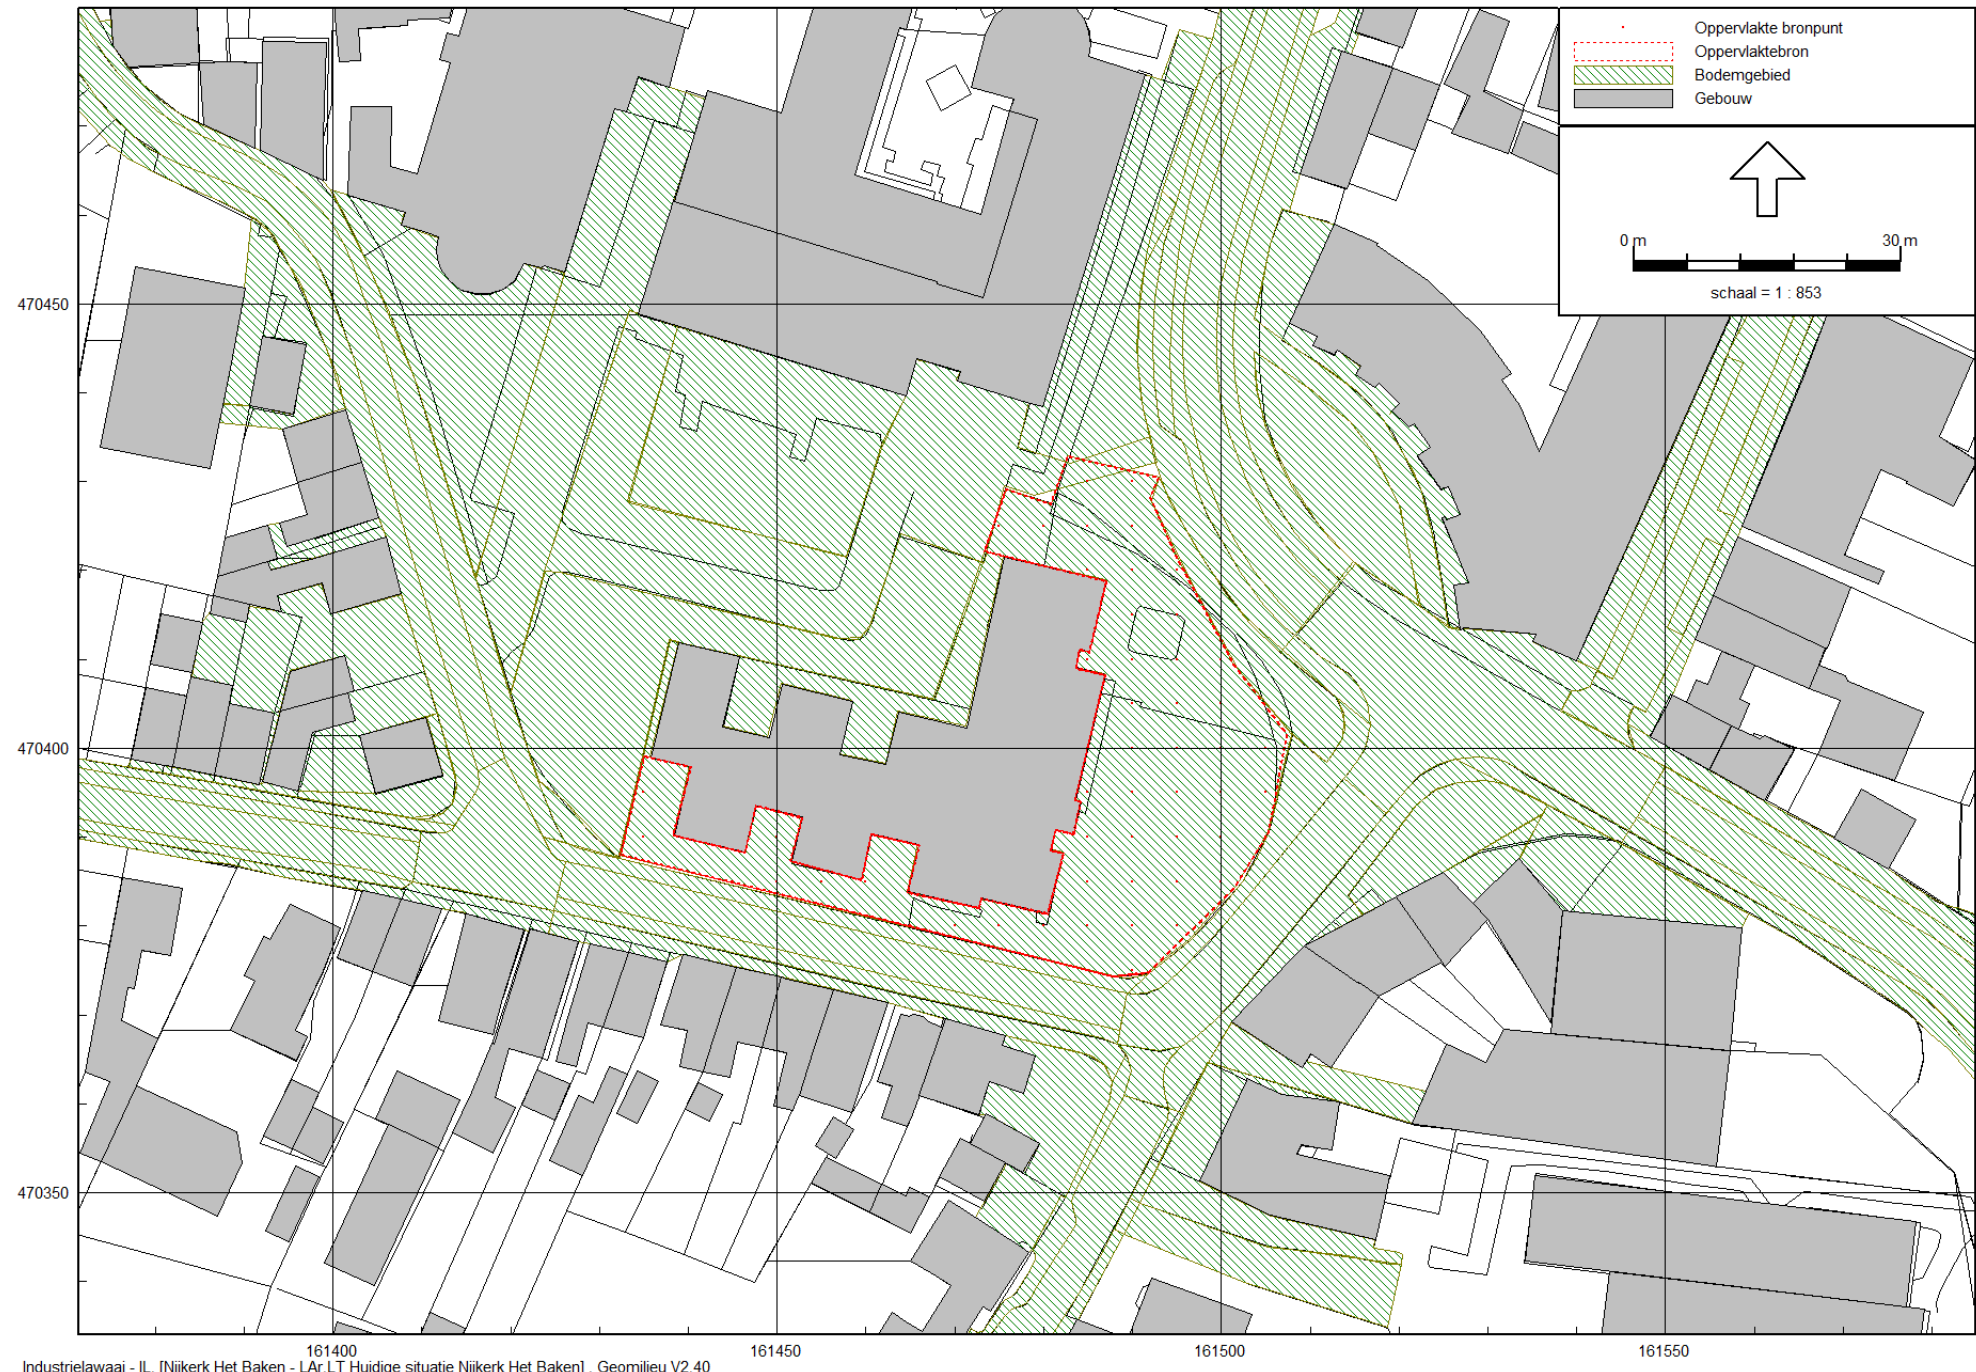 Oppervlakte bronpunt
Oppervlaktebron
Bodemgebied
Gebouw
0 m 30 m
schaal = 1 : 853
470450
470400
470350
161400 161450 161500 161550
Industrielawaai - IL, [Nijkerk Het Baken - LAr,LT Huidige situatie Nijkerk Het Baken] , Geomilieu V2.40